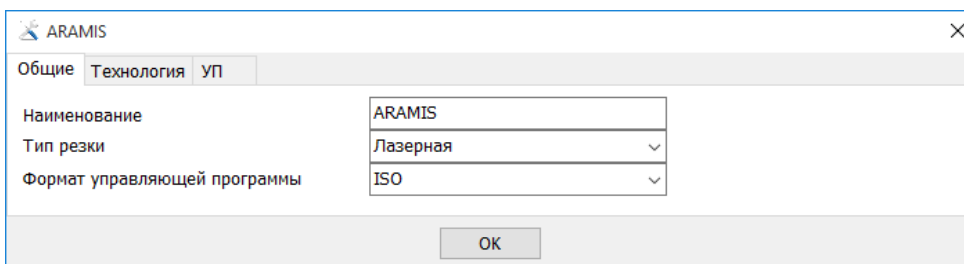 ARAMIS
Общие Технология УП
Наименование ARAMIS
Тип резки Лазерная
Формат управляющей программы ISO
OK